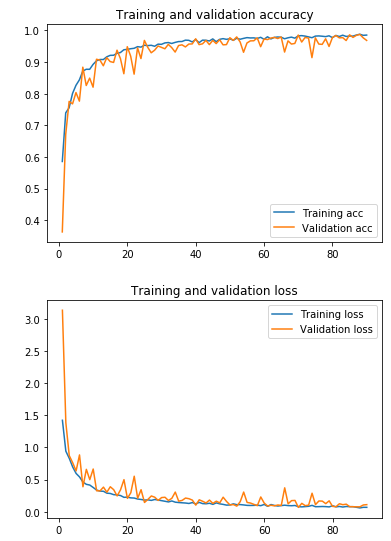 Training and validation accuracy
1.0
0.9
0.8
0.7
0.6
0.5
0.4
Training acc
Validation acc
0 20 40 60 80
Training and validation loss
3.0
2.5
2.0
1.5
1.0
0.5
0.0
Training loss
Validation loss
0 20 40 60 80